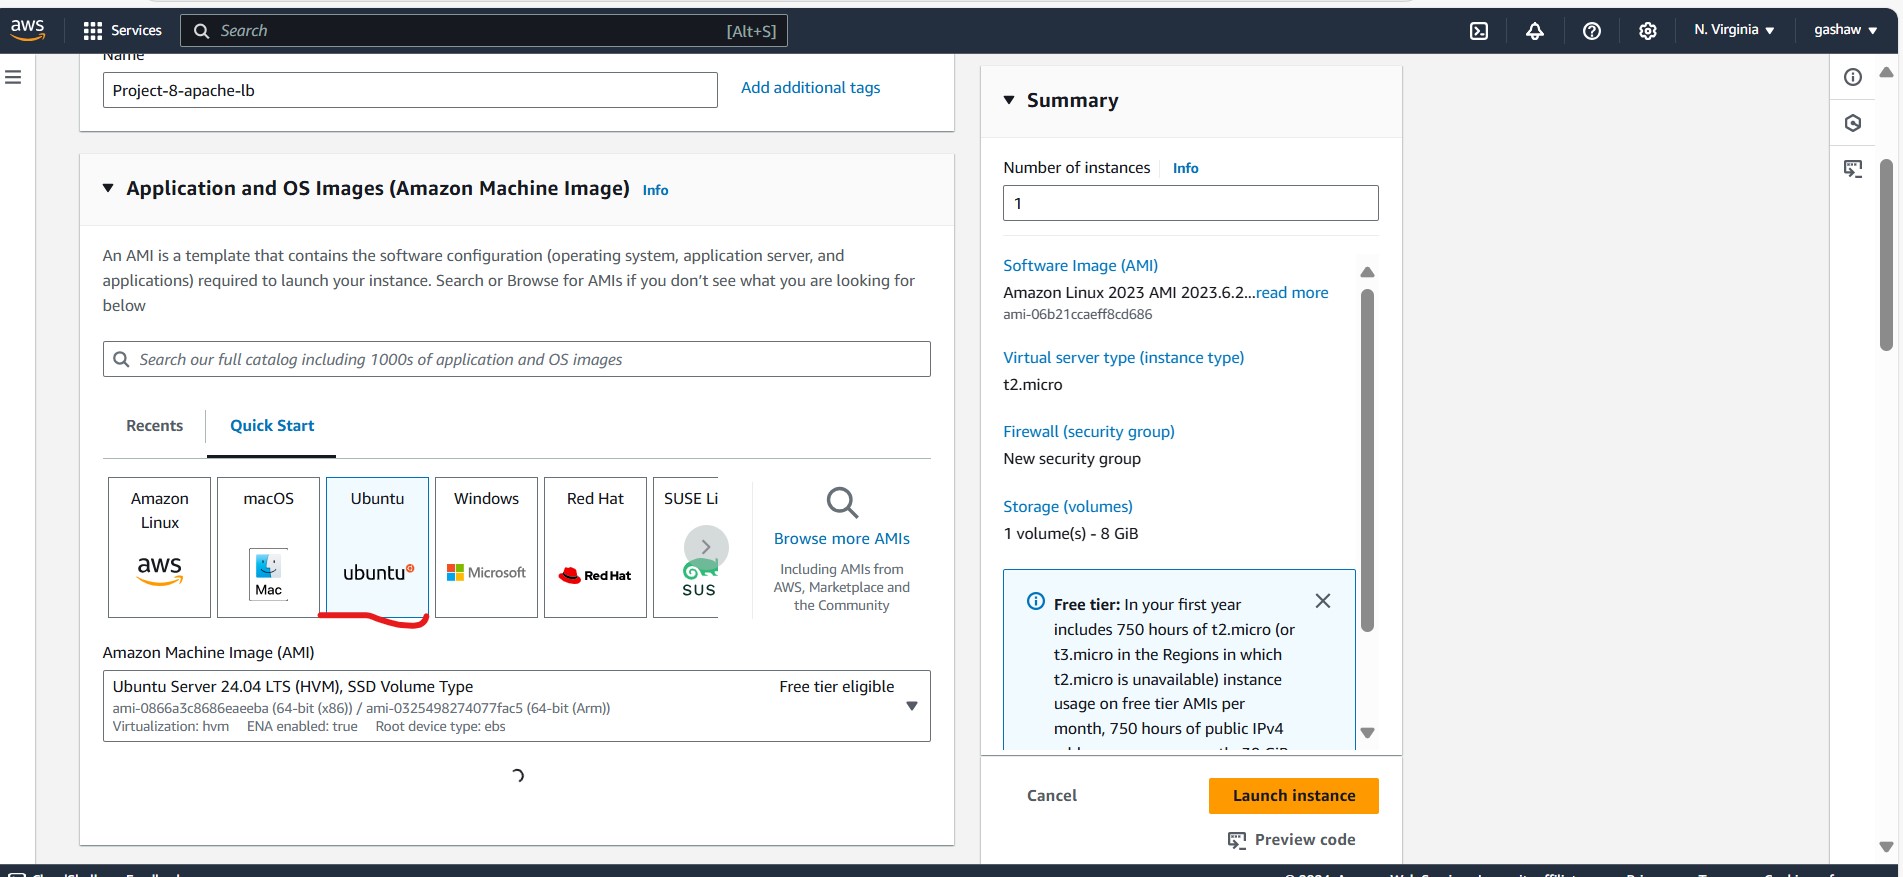 aws
Services
Search
[Alt+S]
N. Virginia
gashaw
Name
Project-8-apache-lb
Add additional tags
Application and OS Images (Amazon Machine Image)
Info
An AMI is a template that contains the software configuration (operating system, application server, and
applications) required to launch your instance. Search or Browse for AMIs if you don't see what you are looking for
below
Search our full catalog including 1000s of application and OS images
Recents
Quick Start
Amazon
Linux
aws
macOS
Mac
Ubuntu
ubuntu
Windows
Microsoft
Red Hat
Red Hat
SUSE Li
SUS
Browse more AMIs
Including AMIs from
AWS, Marketplace and
the Community
Amazon Machine Image (AMI)
Ubuntu Server 24.04 LTS (HVM), SSD Volume Type
Free tier eligible
ami-0866a3c8686eaeeba (64-bit (x86)) / ami-0325498274077fac5 (64-bit (Arm))
Virtualization: hvm ENA enabled: true Root device type: ebs
Summary
Number of instances
Info
1
Software Image (AMI)
Amazon Linux 2023 AMI 2023.6.2...read more
ami-06b21ccaeff8cd686
Virtual server type (instance type)
t2.micro
Firewall (security group)
New security group
Storage (volumes)
1 volume(s) - 8 GiB
Free tier: In your first year
includes 750 hours of t2.micro (or
t3.micro in the Regions in which
t2.micro is unavailable) instance
usage on free tier AMIs per
month, 750 hours of public IPv4
Cancel
Launch instance
Preview code